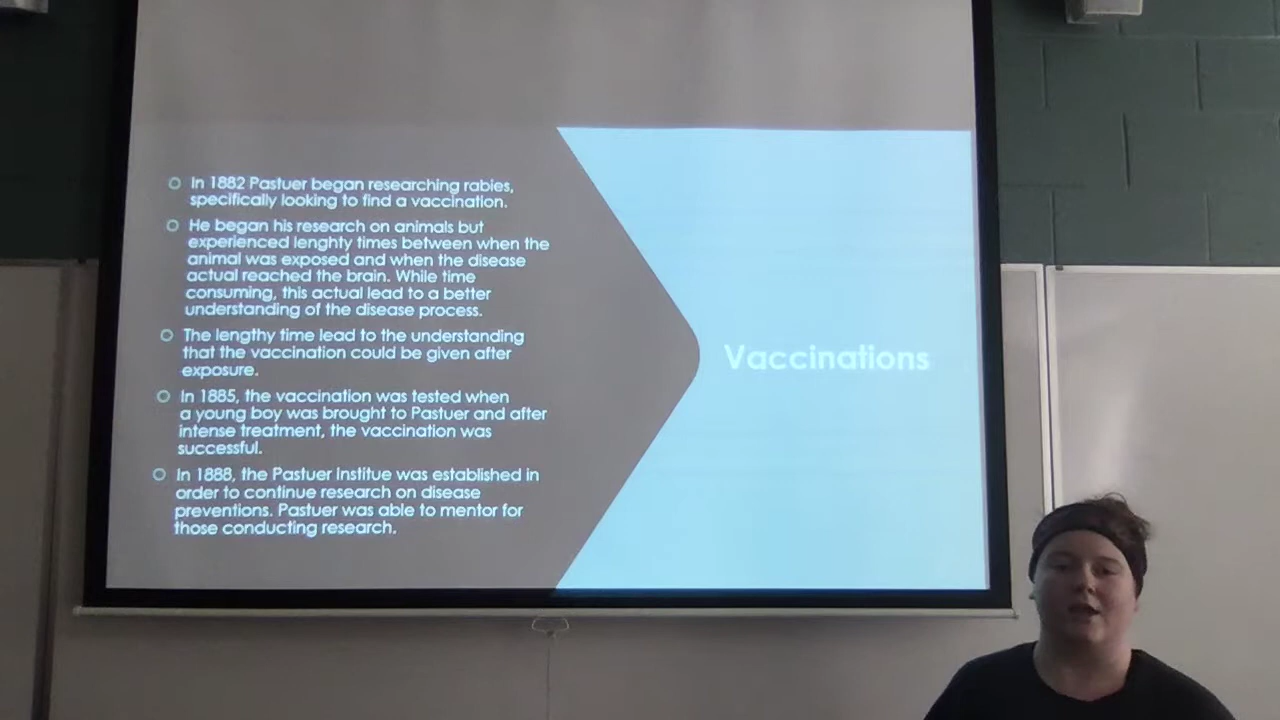 In 1882 Pastuer began researching rabies,
specifically looking to find a vaccination.
He began his research on animals but
experienced lenghty times between when the
animal was exposed and when the disease
actual reached the brain. While time
consuming, this actual lead to a better
understanding of the disease process.
The lengthy time lead to the understanding
that the vaccination could be given after
exposure.
In 1885, the vaccination was tested when
a young boy was brought to Pastuer and after
intense treatment, the vaccination was
successful.
In 1888, the Pastuer Institue was established in
order to continue research on disease
preventions. Pastuer was able to mentor for
those conducting research.
Vaccinations